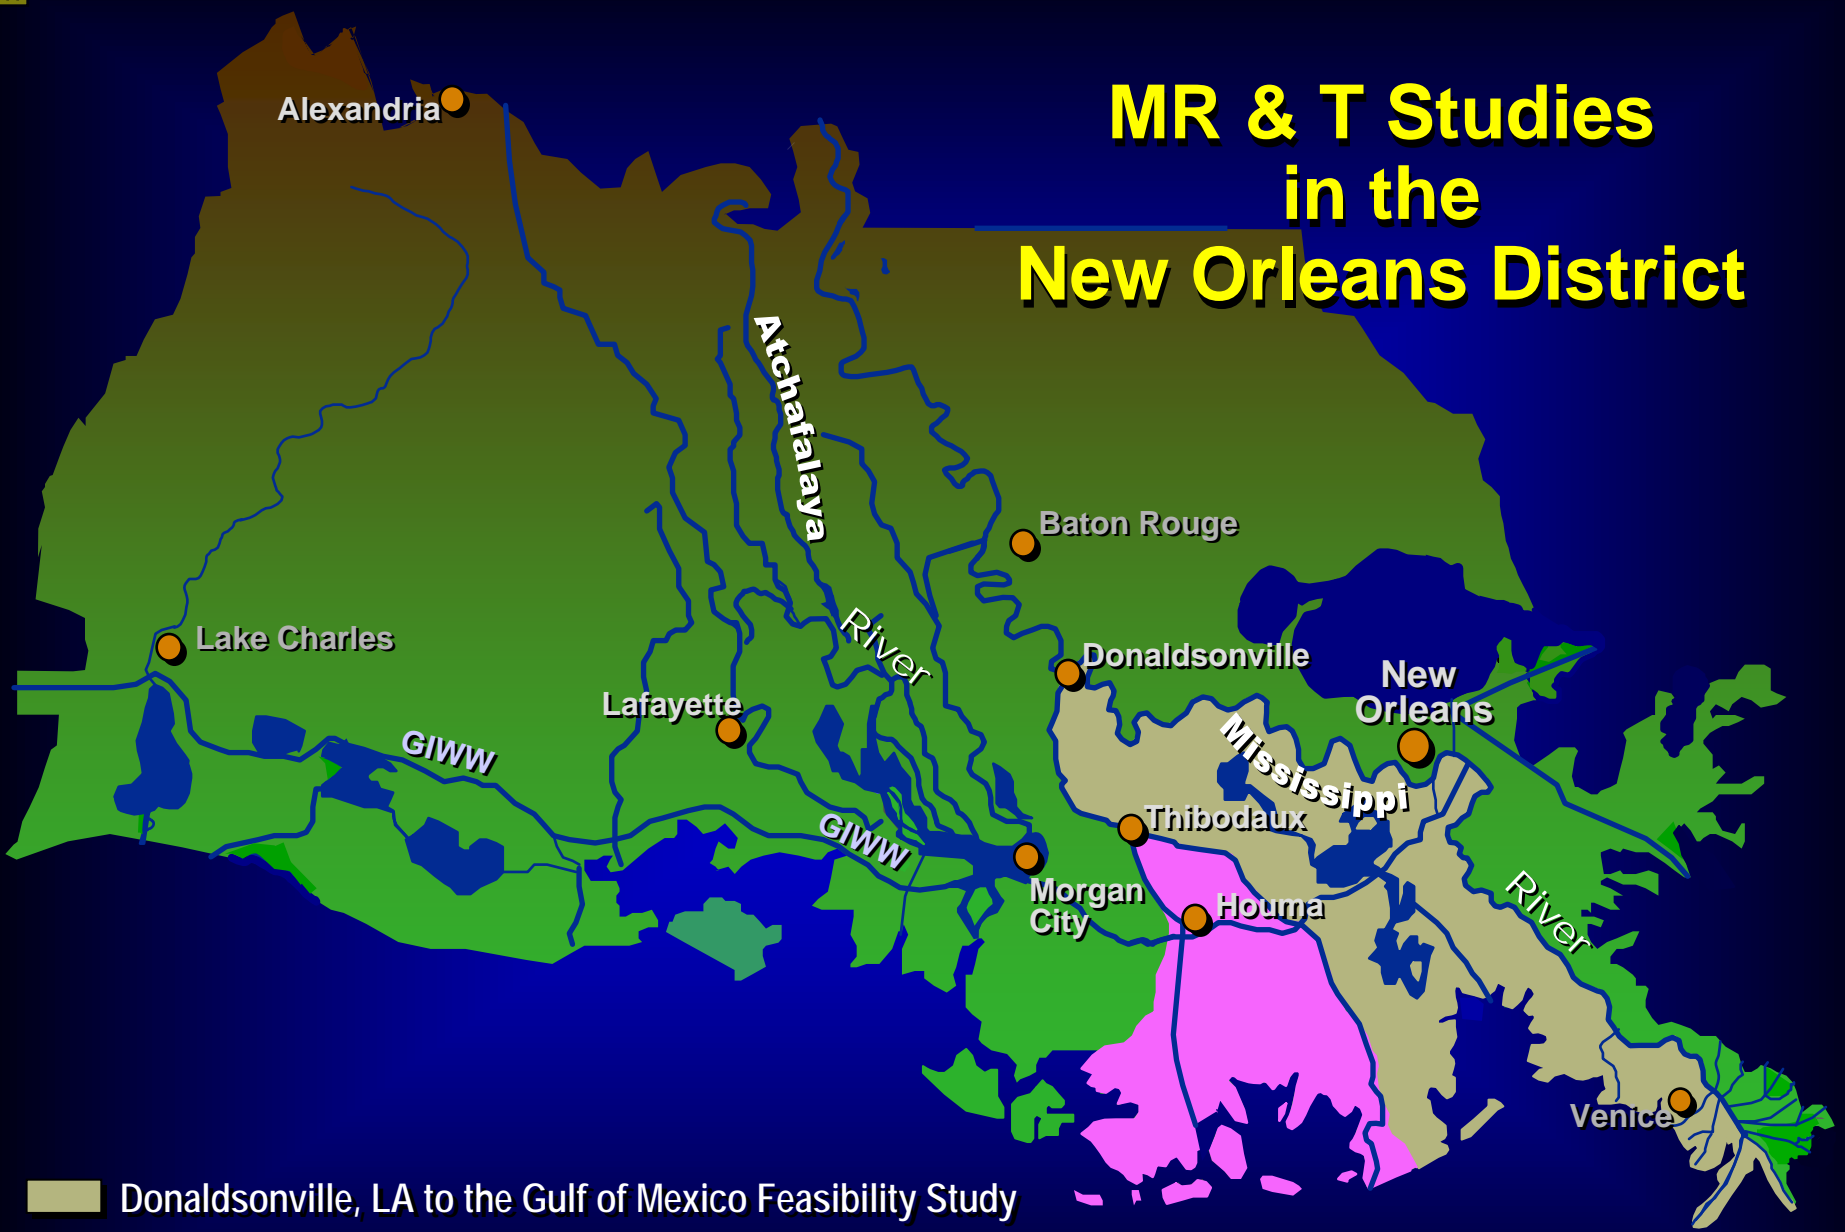 MR & T Studies
in the
New Orleans District
Alexandria
Atchafalaya
River
Baton Rouge
Lake Charles
Donaldsonville
New
Orleans
Lafayette
GIWW
Mississippi
GIWW
Thibodaux
Morgan
City
Houma
River
Venice
Donaldsonville, LA to the Gulf of Mexico Feasibility Study